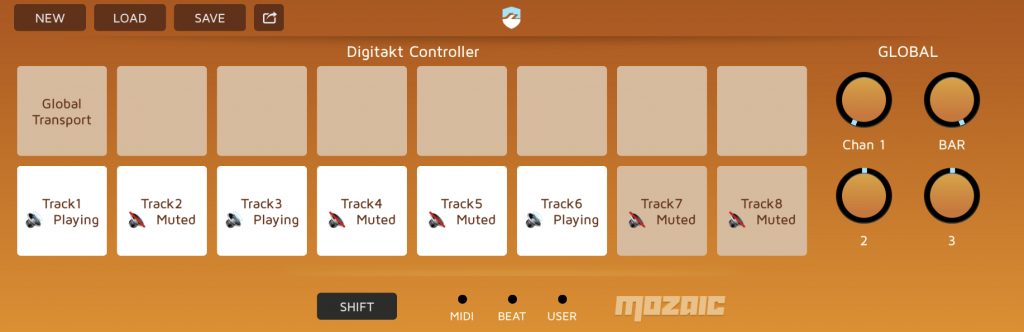 NEW LOAD SAVE
Digitakt Controller
GLOBAL
Global
Transport
Chan 1 BAR
Track1
Playing
Track2
Muted
Track3
Playing
Track4
Muted
Track5
Muted
Track6
Playing
Track7
Muted
Track8
Muted
2 3
SHIFT
MIDI BEAT USER
mozaic